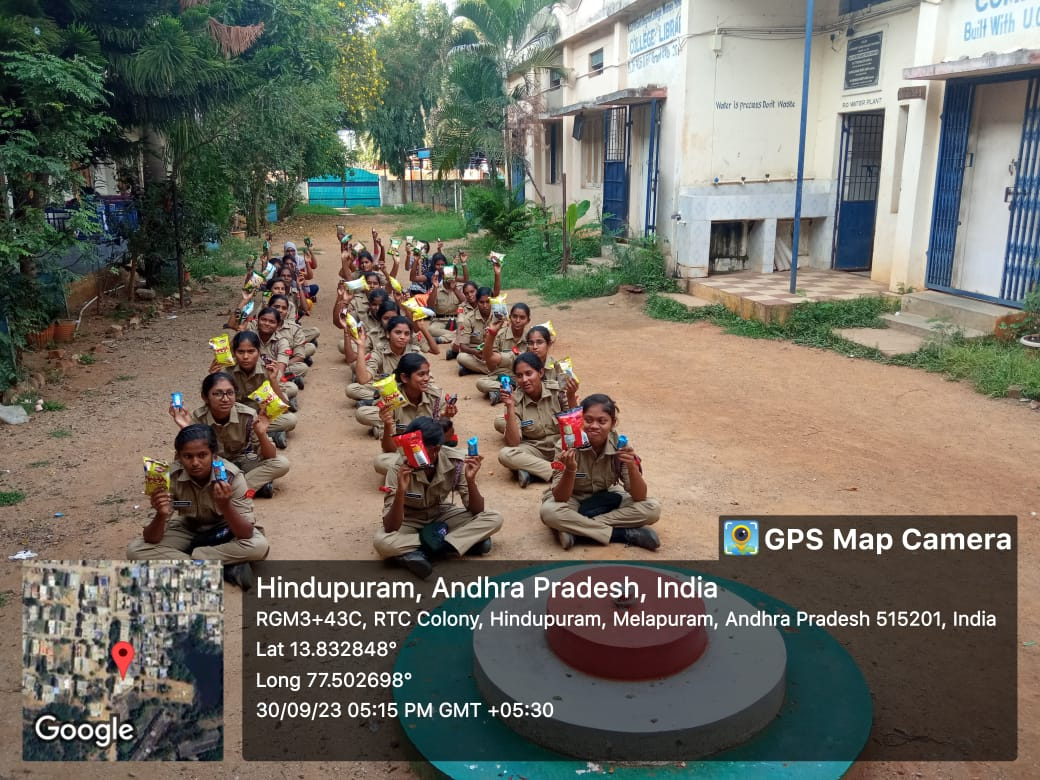 COLLEGE LIBRA
Built With U.G
Water is precious Don't Waste
RO WATER PLANT
GPS Map Camera
Hindupuram, Andhra Pradesh, India
RGM3+43C, RTC Colony, Hindupuram, Melapuram, Andhra Pradesh 515201, India
Lat 13.832848°
Long 77.502698°
30/09/23 05:15 PM GMT +05:30
Google